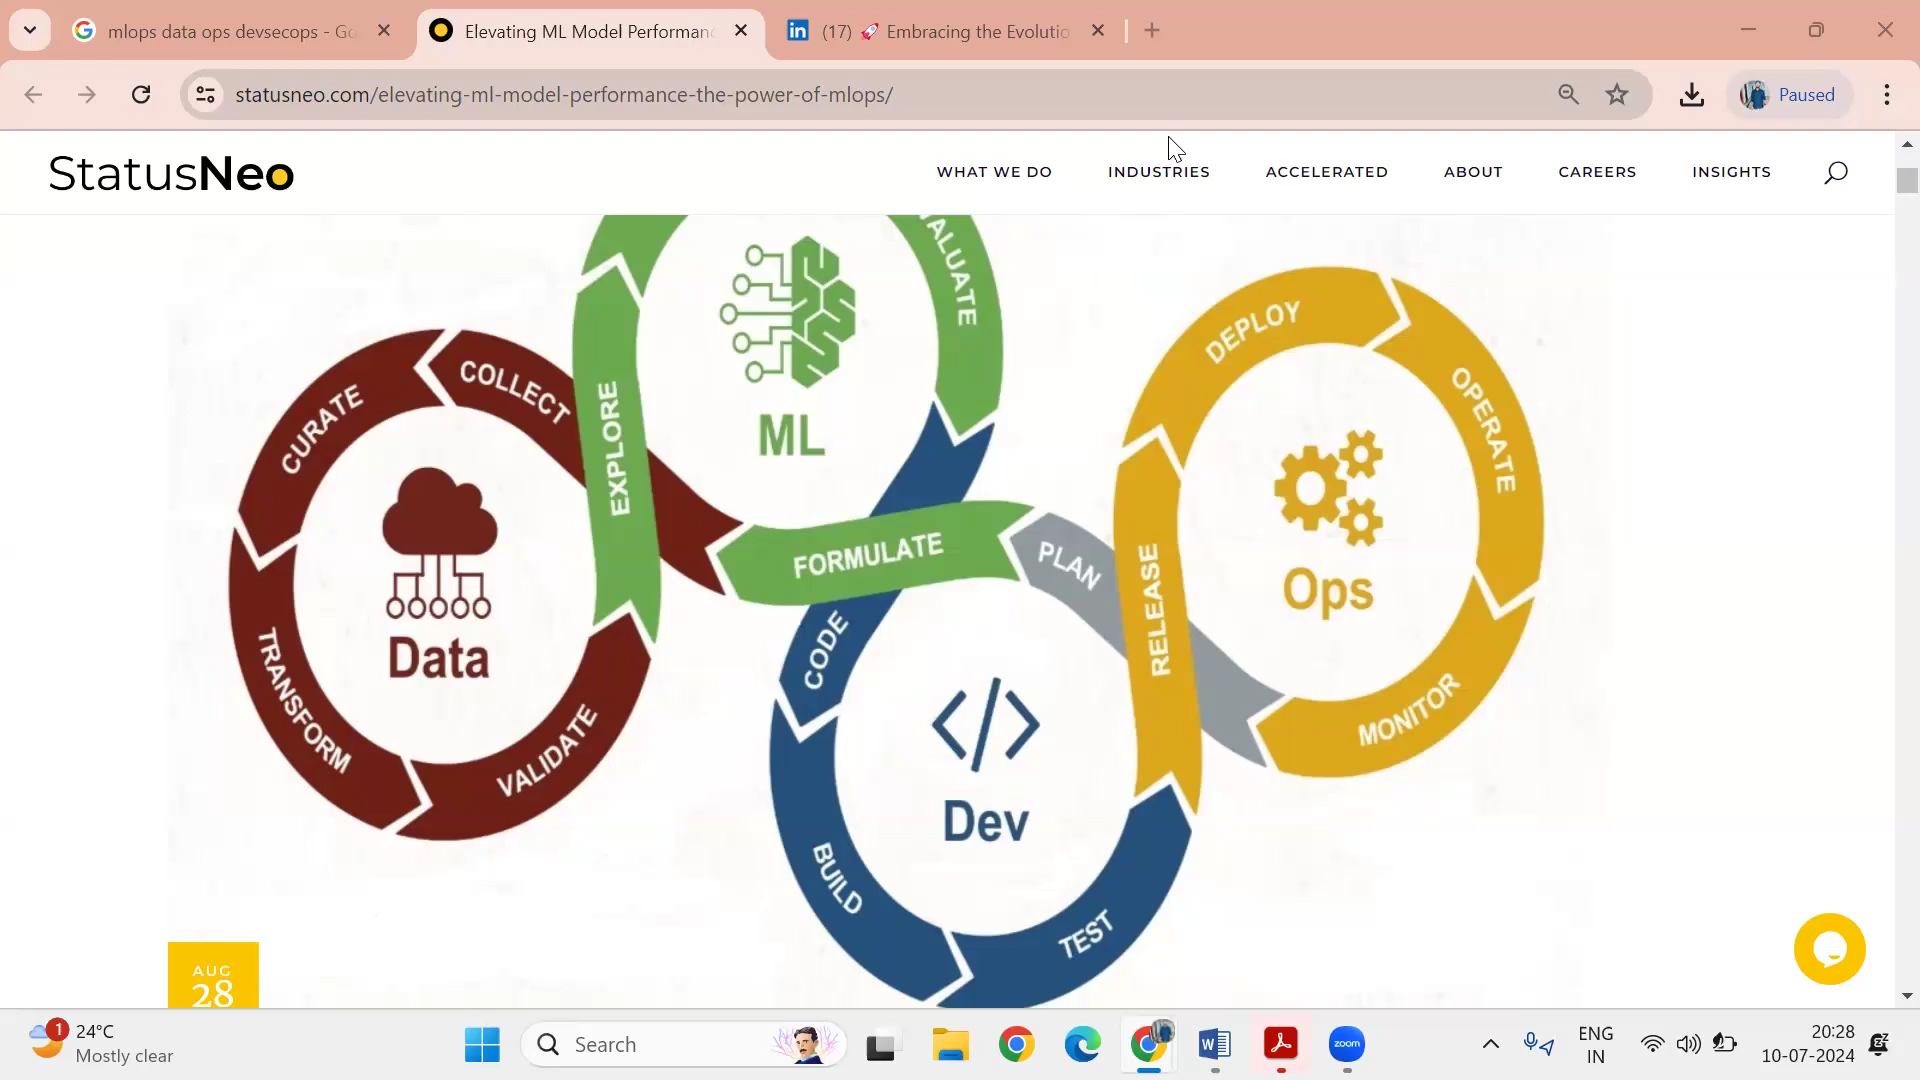 mlops data ops devsecops - Go
Elevating ML Model Performanc
(17) 🚀 Embracing the Evolutio
statusneo.com/elevating-ml-model-performance-the-power-of-mlops/
Paused
StatusNeo
WHAT WE DO
INDUSTRIES
ACCELERATED
ABOUT
CAREERS
INSIGHTS
ALUATE
DEPLOY
COLLECT
CURATE
OPERATE
EXPLORE
ML
FORMULATE
PLAN
RELEASE
Ops
CODE
Data
TRANSFORM
VALIDATE
MONITOR
Dev
BUILD
TEST
AUG
28
1
24°C
Mostly clear
Search
zoom
ENG
IN
20:28
10-07-2024